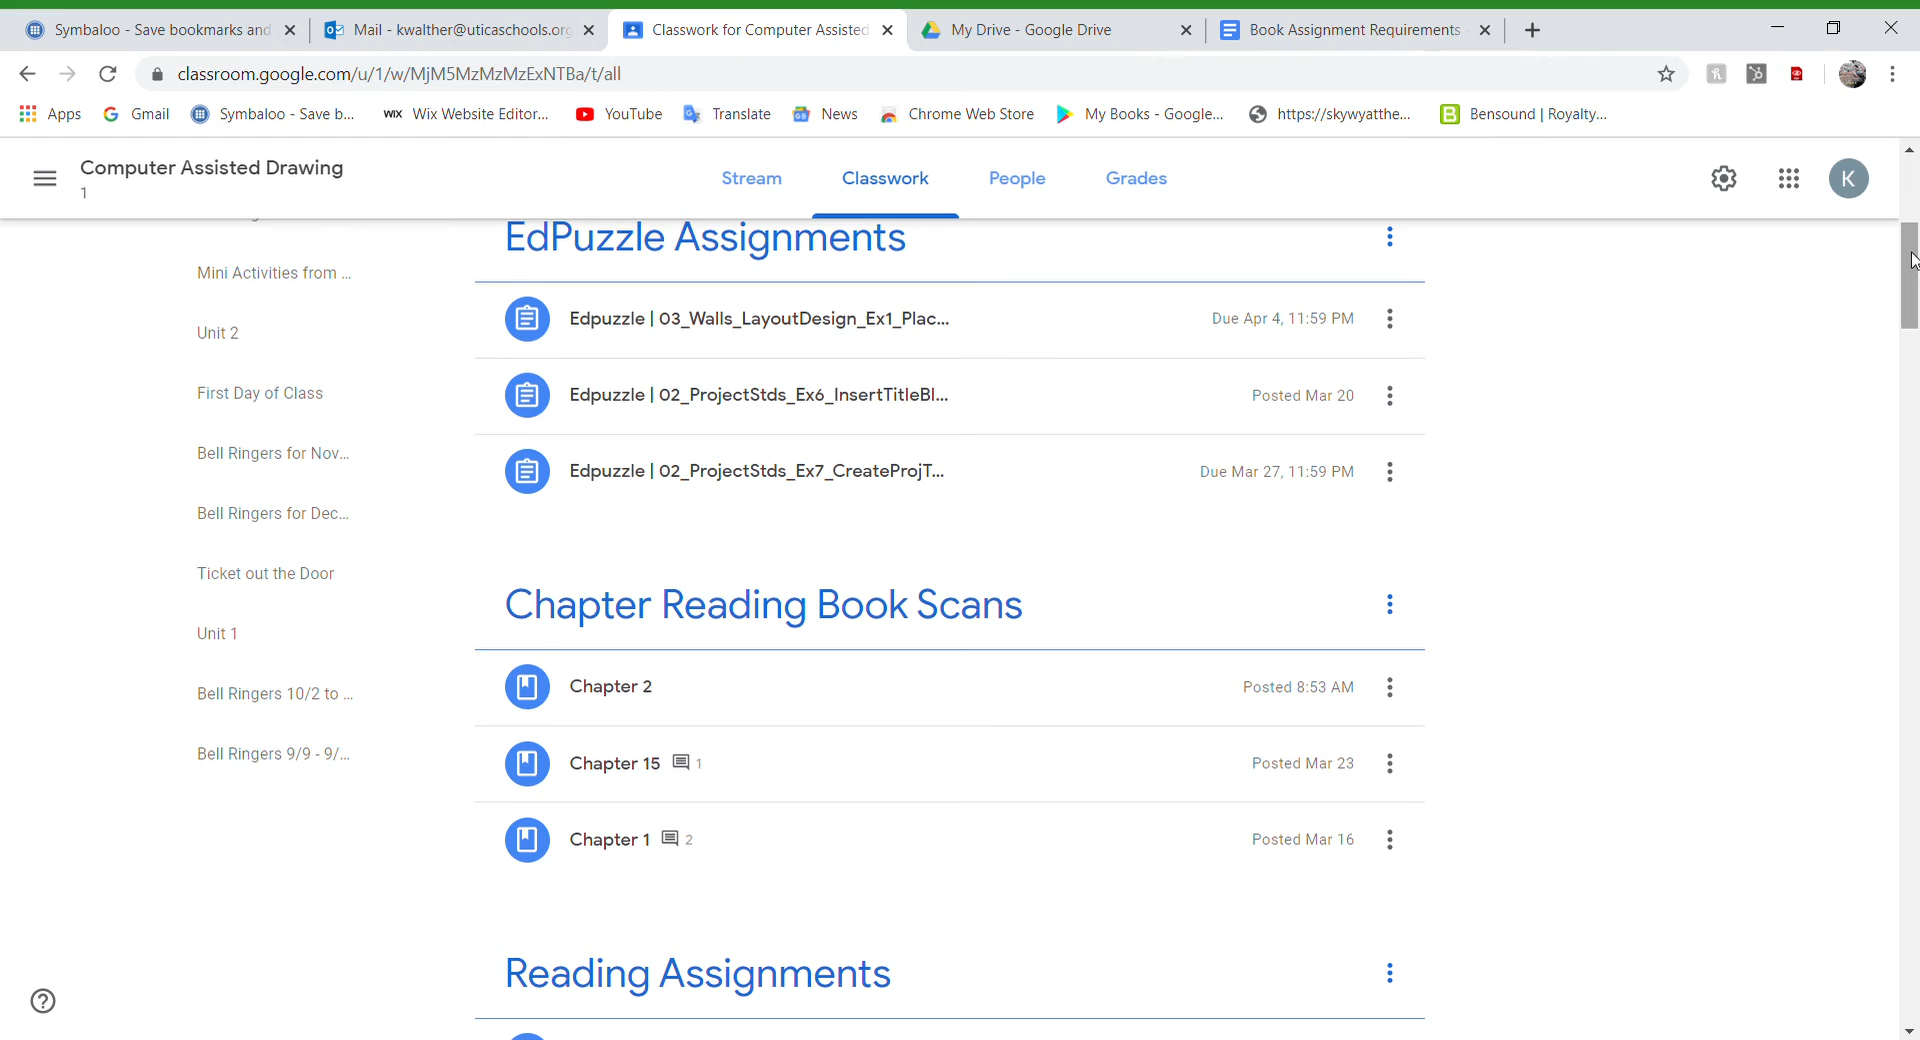 Symbaloo - Save bookmarks and
Mail - kwalther@uticaschools.org
Classwork for Computer Assisted
My Drive - Google Drive
Book Assignment Requirements
classroom.google.com/u/1/w/MjM5MzMzMzExNTBa/t/all
Apps
Gmail
Symbaloo - Save b...
WIX Wix Website Editor...
YouTube
Translate
News
Chrome Web Store
My Books - Google...
https://skywyatthe...
B Bensound | Royalty...
Computer Assisted Drawing
1
Stream
Classwork
People
Grades
K
Mini Activities from ...
Unit 2
First Day of Class
Bell Ringers for Nov...
Bell Ringers for Dec...
Ticket out the Door
Unit 1
Bell Ringers 10/2 to ...
Bell Ringers 9/9 - 9/...
EdPuzzle Assignments
Edpuzzle | 03_Walls_LayoutDesign_Ex1_Plac... Due Apr 4, 11:59 PM
Edpuzzle | 02_ProjectStds_Ex6_InsertTitleBl... Posted Mar 20
Edpuzzle | 02_ProjectStds_Ex7_CreateProjT... Due Mar 27, 11:59 PM
Chapter Reading Book Scans
Chapter 2 Posted 8:53 AM
Chapter 15 1 Posted Mar 23
Chapter 1 2 Posted Mar 16
Reading Assignments